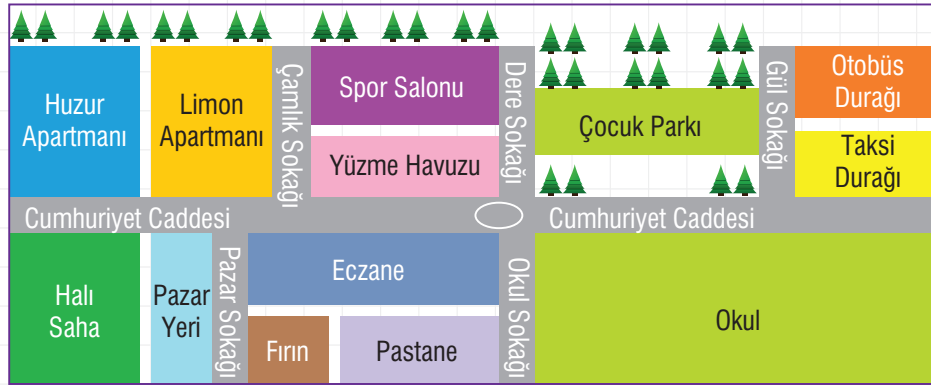 Huzur
Apartmanı
Limon
Apartmanı
Çamlık Sokağı
Spor Salonu
Yüzme Havuzu
Dere Sokağı
Çocuk Parkı
Gül Sokağı
Otobüs
Durağı
Taksi
Durağı
Cumhuriyet Caddesi
Cumhuriyet Caddesi
Halı
Saha
Pazar
Yeri
Pazar Sokağı
Eczane
Fırın
Pastane
Okul Sokağı
Okul